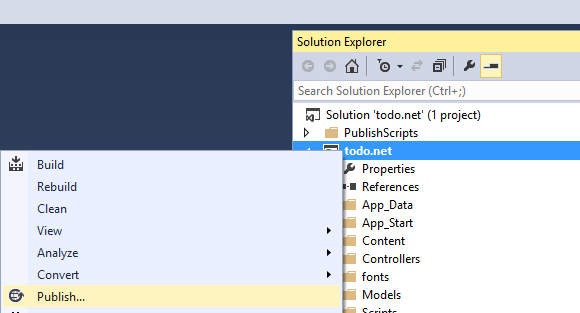 Solution Explorer
Search Solution Explorer (Ctrl+;)
Solution 'todo.net' (1 project)
PublishScripts
todo.net
Properties
References
App_Data
App_Start
Content
Controllers
fonts
Models
Scripts
Build
Rebuild
Clean
View
Analyze
Convert
Publish...